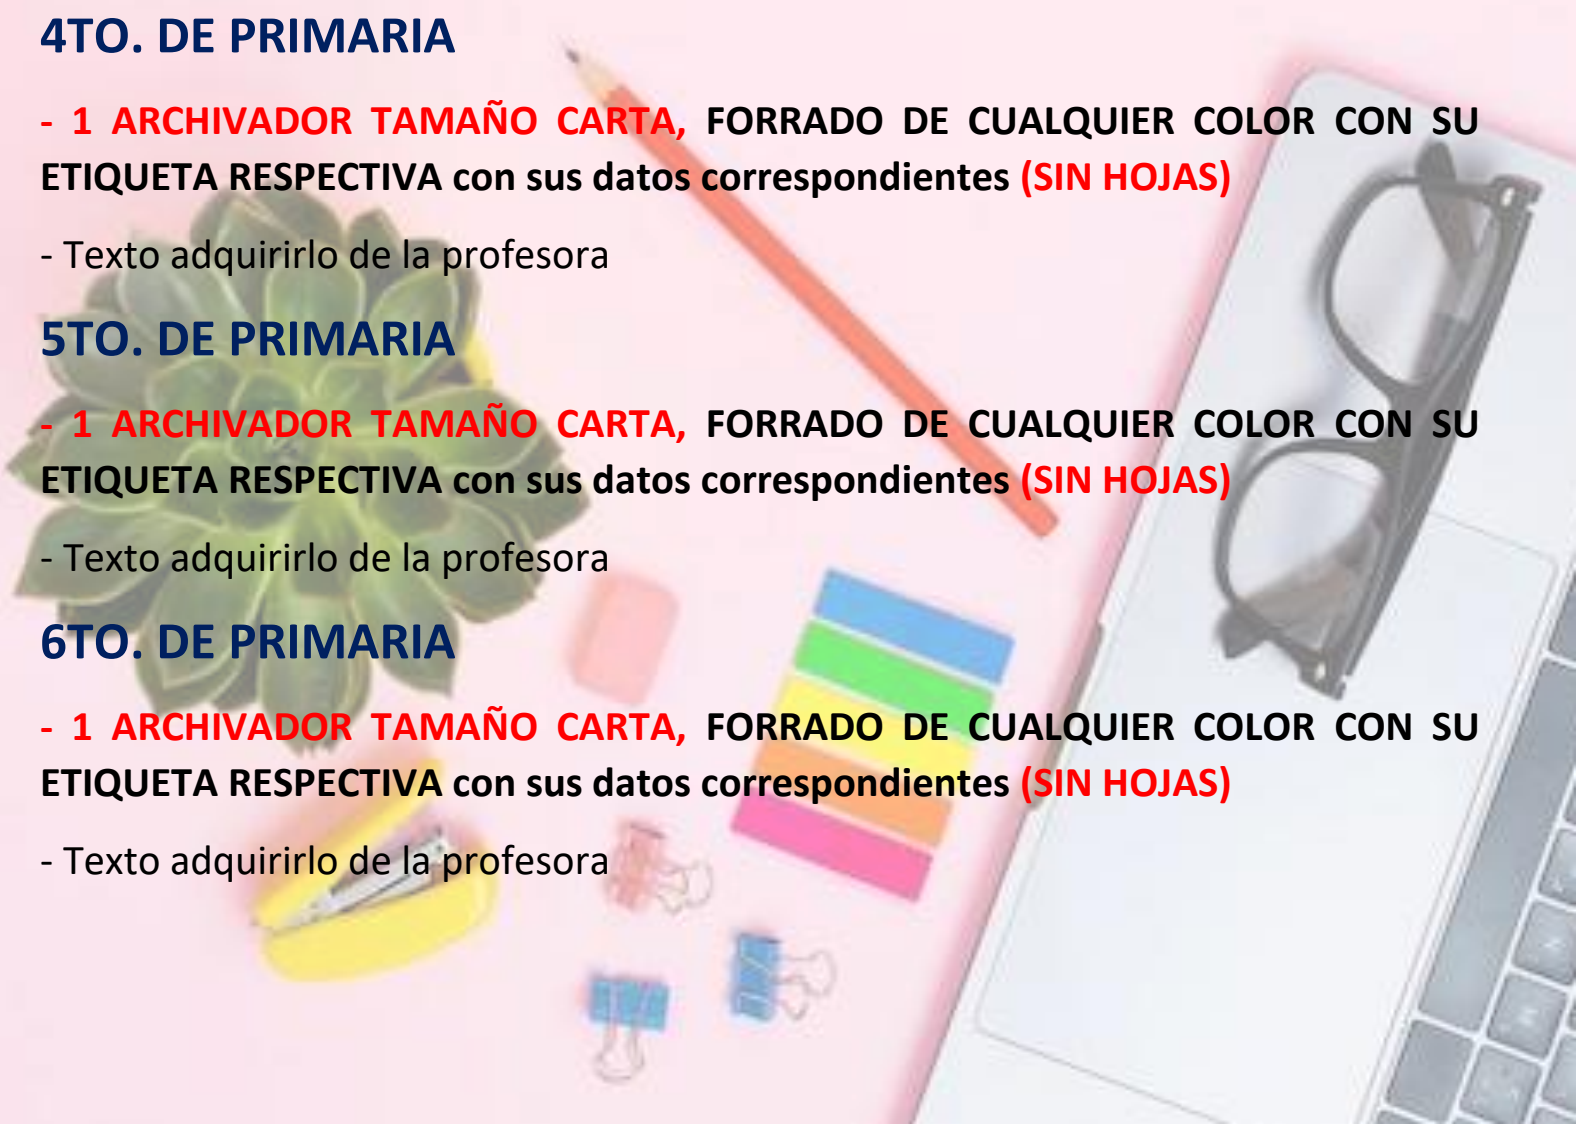 4TO. DE PRIMARIA
- 1 ARCHIVADOR TAMAÑO CARTA, FORRADO DE CUALQUIER COLOR CON SU
ETIQUETA RESPECTIVA con sus datos correspondientes (SIN HOJAS)
- Texto adquirirlo de la profesora
5TO. DE PRIMARIA
- 1 ARCHIVADOR TAMAÑO CARTA, FORRADO DE CUALQUIER COLOR CON SU
ETIQUETA RESPECTIVA con sus datos correspondientes (SIN HOJAS)
- Texto adquirirlo de la profesora
6TO. DE PRIMARIA
- 1 ARCHIVADOR TAMAÑO CARTA, FORRADO DE CUALQUIER COLOR CON SU
ETIQUETA RESPECTIVA con sus datos correspondientes (SIN HOJAS)
- Texto adquirirlo de la profesora